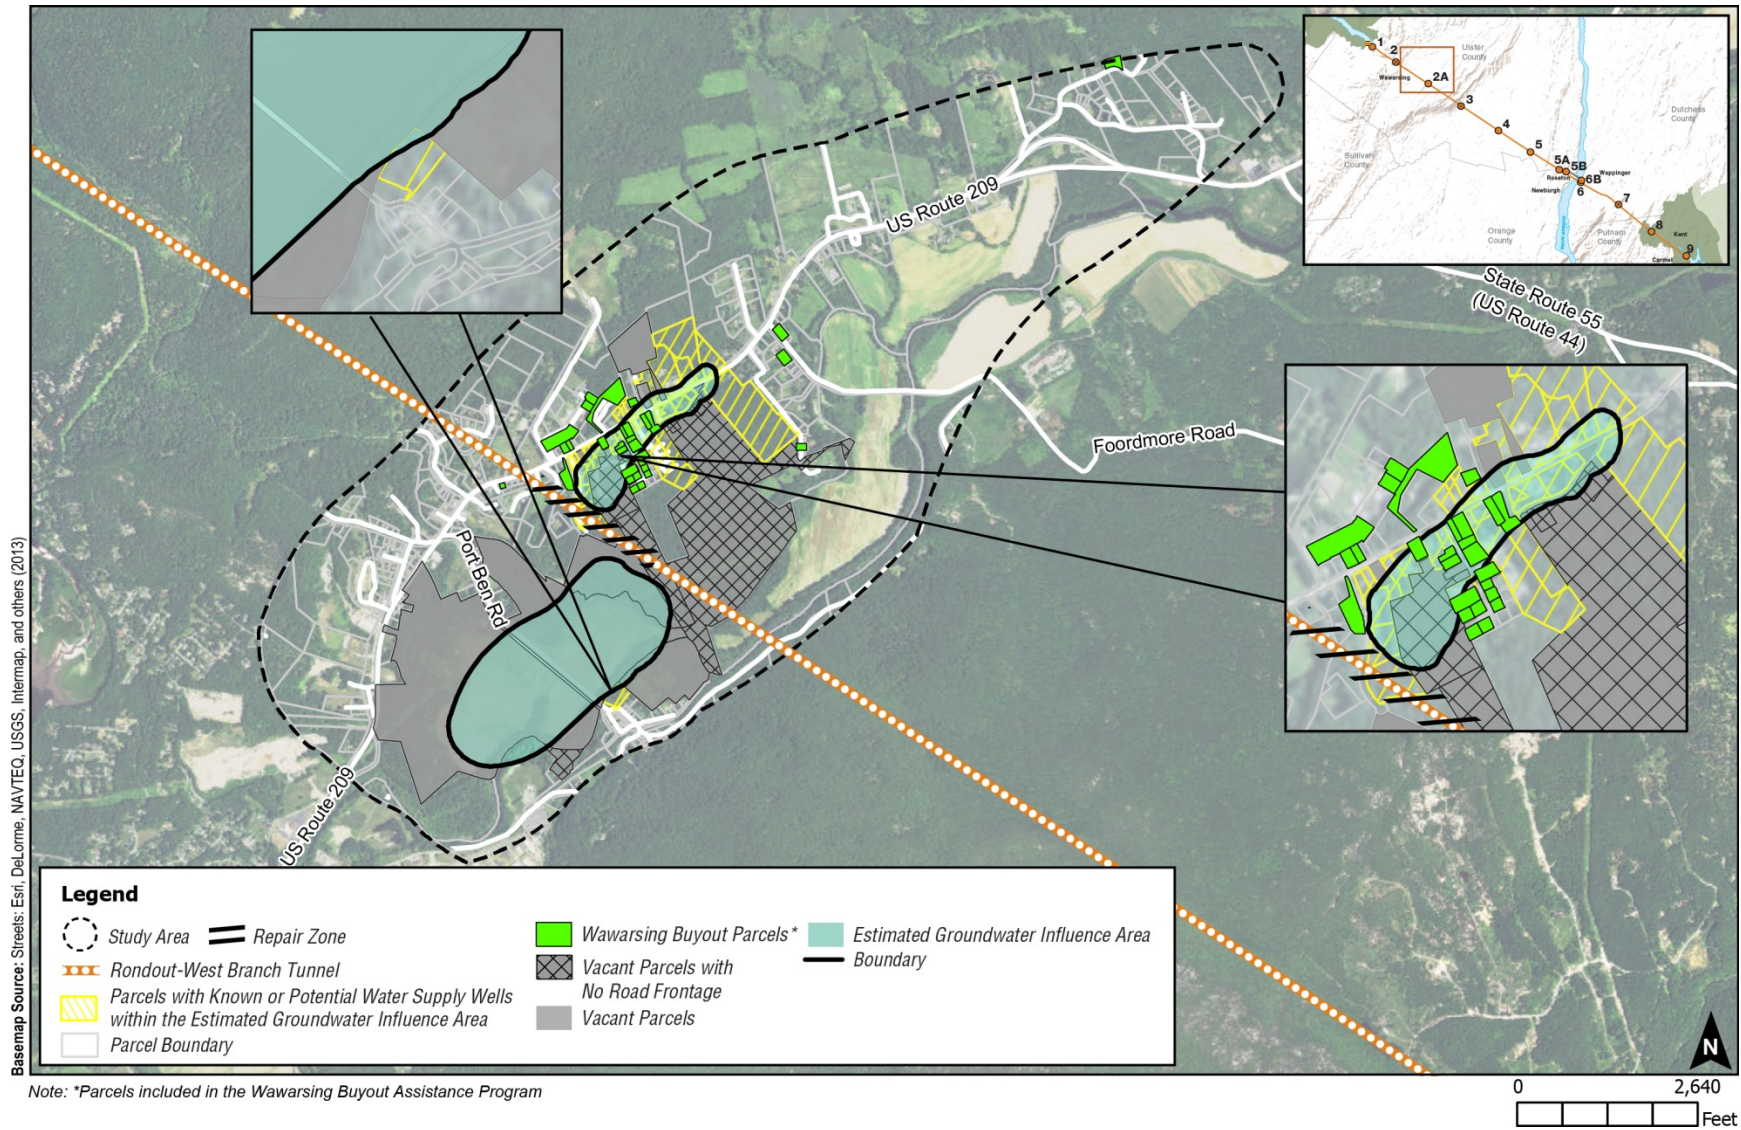 1
2
Wawarsing
2A
Ulster
County
3
4
Dutchess
County
Sullivan
County
5
5A
5B
Wappinger
Roseton
6B
Newburgh
6
7
Orange
County
Putnam
County
8
Kent
9
Carmel
US Route 209
State Route 55
(US Route 44)
Foordmore Road
Port Ben Rd
US Route 209
Basemap Source: Streets: Esri, DeLorme, NAVTEQ, USGS, Intermap, and others (2013)
Legend
Study Area
Repair Zone
Rondout-West Branch Tunnel
Parcels with Known or Potential Water Supply Wells
within the Estimated Groundwater Influence Area
Parcel Boundary
Wawarsing Buyout Parcels*
Vacant Parcels with
No Road Frontage
Vacant Parcels
Estimated Groundwater Influence Area
Boundary
N
Note: *Parcels included in the Wawarsing Buyout Assistance Program
0 2,640
Feet